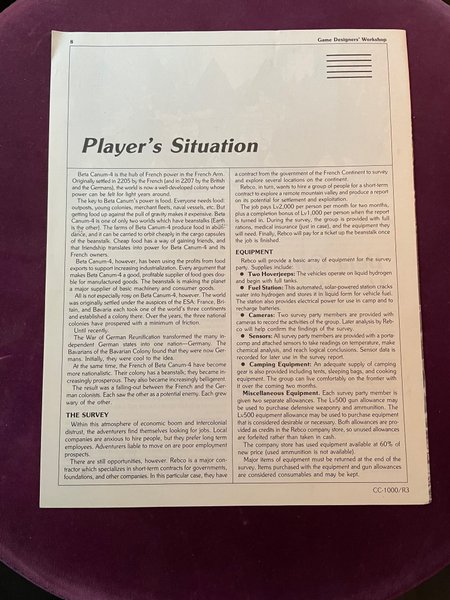 8
Game Designers' Workshop
Player's Situation
Beta Canum-4 is the hub of French power in the French Arm.
Originally settled in 2205 by the French (and in 2207 by the British
and the Germans), the world is now a well-developed colony whose
power can be felt for light years around.
The key to Beta Canum's power is food. Everyone needs food:
outposts, young colonies, merchant fleets, naval vessels, etc. But
getting food up against the pull of gravity makes it expensive. Beta
Canum-4 is one of only two worlds which have beanstalks (Earth
is the other). The farms of Beta Canum-4 produce food in abun-
dance, and it can be carried to orbit cheaply in the cargo capsules
of the beanstalk. Cheap food has a way of gaining friends, and
that friendship translates into power for Beta Canum-4 and its
French owners.
Beta Canum-4, however, has been using the profits from food
exports to support increasing industrialization. Every argument that
makes Beta Canum-4 a good, profitable supplier of food goes dou-
ble for manufactured goods. The beanstalk is making the planet
a major supplier of basic machinery and consumer goods.
All is not especially rosy on Beta Canum-4, however. The world
was originally settled under the auspices of the ESA: France, Bri-
tain, and Bavaria each took one of the world's three continents
and established a colony there. Over the years, the three national
colonies have prospered with a minimum of friction.
Until recently.
The War of German Reunification transformed the many in-
dependent German states into one nation—Germany. The
Bavarians of the Bavarian Colony found that they were now Ger-
mans. Initially, they were cool to the idea.
At the same time, the French of Beta Canum-4 have become
more nationalistic. Their colony has a beanstalk; they became in-
creasingly prosperous. They also became increasingly belligerent.
The result was a falling-out between the French and the Ger-
man colonists. Each saw the other as a potential enemy. Each grew
wary of the other.
THE SURVEY
Within this atmosphere of economic boom and intercolonial
distrust, the adventurers find themselves looking for jobs. Local
companies are anxious to hire people, but they prefer long term
employees. Adventurers liable to move on are poor employment
prospects.
There are still opportunities, however. Rebco is a major con-
tractor which specializes in short-term contracts for governments,
foundations, and other companies. In this particular case, they have
a contract from the government of the French Continent to survey
and explore several locations on the continent.
Rebco, in turn, wants to hire a group of people for a short-term
contract to explore a remote mountain valley and produce a report
on its potential for settlement and exploitation.
The job pays Lv2,000 per person per month for two months,
plus a completion bonus of Lv1,000 per person when the report
is turned in. During the survey, the group is provided with full
rations, medical insurance (just in case), and the equipment they
will need. Finally, Rebco will pay for a ticket up the beanstalk once
the job is finished.
EQUIPMENT
Rebco will provide a basic array of equipment for the survey
party. Supplies include:
● Two Hoverjeeps: The vehicles operate on liquid hydrogen
and begin with full tanks.
● Fuel Station: This automated, solar-powered station cracks
water into hydrogen and stores it in liquid form for vehicle fuel.
The station also provides electrical power for use in camp and to
recharge batteries.
● Cameras: Two survey party members are provided with
cameras to record the activities of the group. Later analysis by Reb-
co will help confirm the findings of the survey.
● Sensors: All survey party members are provided with a porta-
comp and attached sensors to take readings on temperature, make
chemical analysis, and reach logical conclusions. Sensor data is
recorded for later use in the survey report.
● Camping Equipment: An adequate supply of camping
gear is also provided including tents, sleeping bags, and cooking
equipment. The group can live comfortably on the frontier with
it over the coming two months.
Miscellaneous Equipment. Each survey party member is
given two separate allowances. The Lv500 gun allowance may
be used to purchase defensive weaponry and ammunition. The
Lv500 equipment allowance may be used to purchase equipment
that is considered desirable or necessary. Both allowances are pro-
vided as credits in the Rebco company store, so unused allowances
are forfeited rather than taken in cash.
The company store has used equipment available at 60% of
new price (used ammunition is not available).
Major items of equipment must be returned at the end of the
survey. Items purchased with the equipment and gun allowances
are considered consumables and may be kept.
CC-1000/R3